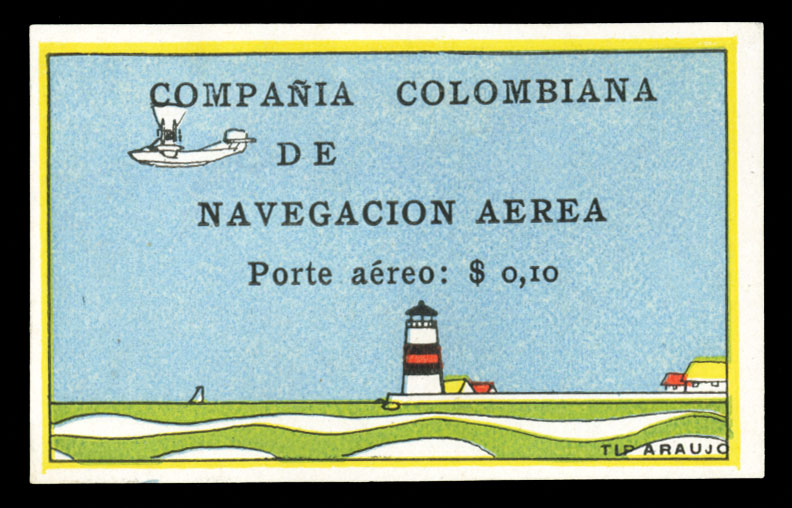 COMPAÑIA COLOMBIANA
DE
NAVEGACION AEREA
Porte aéreo: $ 0,10
TIP ARAUJO